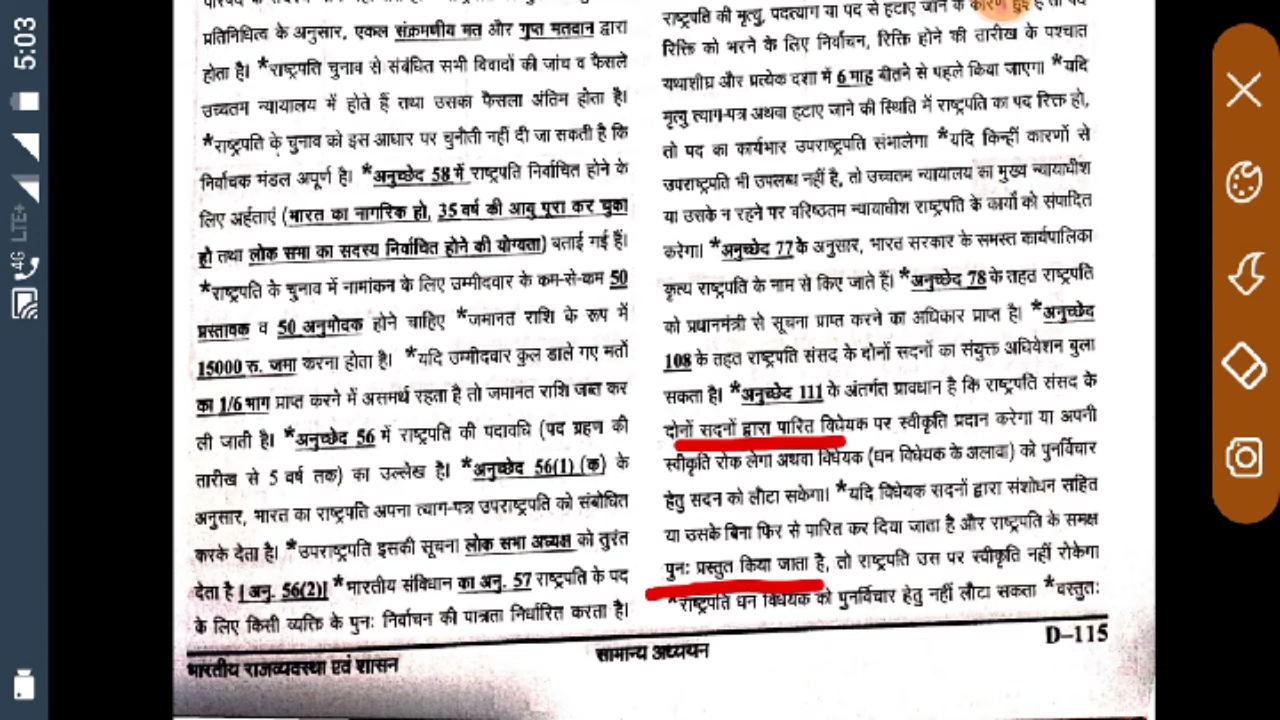 5:03
4G LTE+
प्रतिनिधित्व के अनुसार, एकल संक्रमणीय मत और गुप्त मतदान द्वारा
होता है। *राष्ट्रपति चुनाव से संबंधित सभी विवादों की जांच व फैसले
उच्चतम न्यायालय में होते हैं तथा उसका फैसला अंतिम होता है।
*राष्ट्रपति के चुनाव को इस आधार पर चुनौती नहीं दी जा सकती है कि
निर्वाचक मंडल अपूर्ण है। *अनुच्छेद 58 में राष्ट्रपति निर्वाचित होने के
लिए अर्हताएं (भारत का नागरिक हो, 35 वर्ष की आयु पूरा कर चुका
हो तथा लोक सभा का सदस्य निर्वाचित होने की योग्यता) बताई गई हैं।
*राष्ट्रपति के चुनाव में नामांकन के लिए उम्मीदवार के कम-से-कम 50
प्रस्तावक व 50 अनुमोदक होने चाहिए *जमानत राशि के रूप में
15000 रु. जमा करना होता है। *यदि उम्मीदवार कुल डाले गए मतों
का 1/6 भाग प्राप्त करने में असमर्थ रहता है तो जमानत राशि जब्त कर
ली जाती है। *अनुच्छेद 56 में राष्ट्रपति की पदावधि (पद ग्रहण की
तारीख से 5 वर्ष तक) का उल्लेख है। *अनुच्छेद 56(1) (क) के
अनुसार, भारत का राष्ट्रपति अपना त्याग-पत्र उपराष्ट्रपति को संबोधित
करके देता है। *उपराष्ट्रपति इसकी सूचना लोक सभा अध्यक्ष को तुरंत
देता है [अनु. 56(2)] *भारतीय संविधान का अनु. 57 राष्ट्रपति के पद
के लिए किसी व्यक्ति के पुनः निर्वाचन की पात्रता निर्धारित करता है।
राष्ट्रपति की मृत्यु, पदत्याग या पद से हटाए जाने के कारण हुई है तो पद
रिक्ति को भरने के लिए निर्वाचन, रिक्ति होने की तारीख के पश्चात
यथाशीघ्र और प्रत्येक दशा में 6 माह बीतने से पहले किया जाएगा। *यदि
मृत्यु त्याग-पत्र अथवा हटाए जाने की स्थिति में राष्ट्रपति का पद रिक्त हो,
तो पद का कार्यभार उपराष्ट्रपति संभालेगा *यदि किन्हीं कारणों से
उपराष्ट्रपति भी उपलब्ध नहीं है, तो उच्चतम न्यायालय का मुख्य न्यायाधीश
या उसके न रहने पर वरिष्ठतम न्यायाधीश राष्ट्रपति के कार्यों को संपादित
करेगा। *अनुच्छेद 77 के अनुसार, भारत सरकार के समस्त कार्यपालिका
कृत्य राष्ट्रपति के नाम से किए जाते हैं। *अनुच्छेद 78 के तहत राष्ट्रपति
को प्रधानमंत्री से सूचना प्राप्त करने का अधिकार प्राप्त है। *अनुच्छेद
108 के तहत राष्ट्रपति संसद के दोनों सदनों का संयुक्त अधिवेशन बुला
सकता है। *अनुच्छेद 111 के अंतर्गत प्रावधान है कि राष्ट्रपति संसद के
दोनों सदनों द्वारा पारित विधेयक पर स्वीकृति प्रदान करेगा या अपनी
स्वीकृति रोक लेगा अथवा विधेयक (धन विधेयक के अलावा) को पुनर्विचार
हेतु सदन को लौटा सकेगा। *यदि विधेयक सदनों द्वारा संशोधन सहित
या उसके बिना फिर से पारित कर दिया जाता है और राष्ट्रपति के समक्ष
पुनः प्रस्तुत किया जाता है, तो राष्ट्रपति उस पर स्वीकृति नहीं रोकेगा
*राष्ट्रपति धन विधेयक को पुनर्विचार हेतु नहीं लौटा सकता *वस्तुतः
भारतीय राजव्यवस्था एवं शासन
सामान्य अध्ययन
D–115